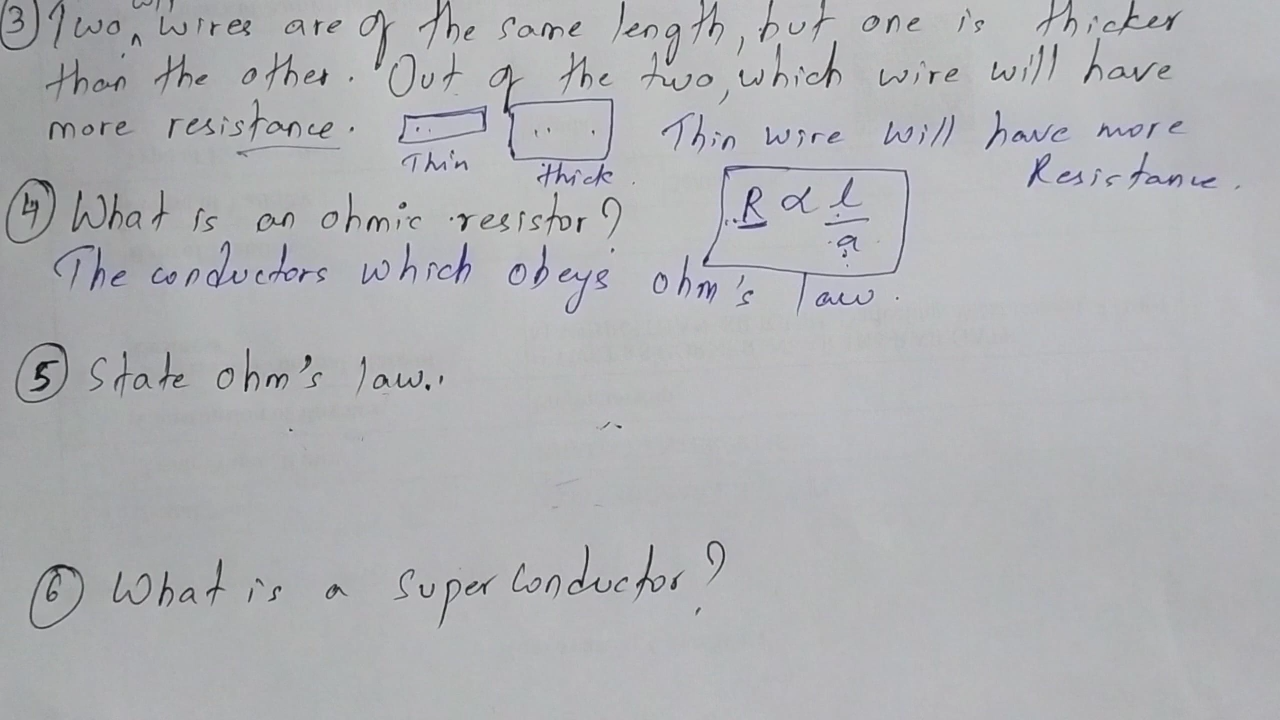 ③ Two wires are of the same length, but one is thicker
than the other. Out of the two, which wire will have
more resistance.
Thin
thick.
Thin wire will have more
Resistance.
④ What is an ohmic resistor?
R ∝ l/a
The conductors which obeys ohm's law.
⑤ State ohm's law.
⑥ What is a Super Conductor?